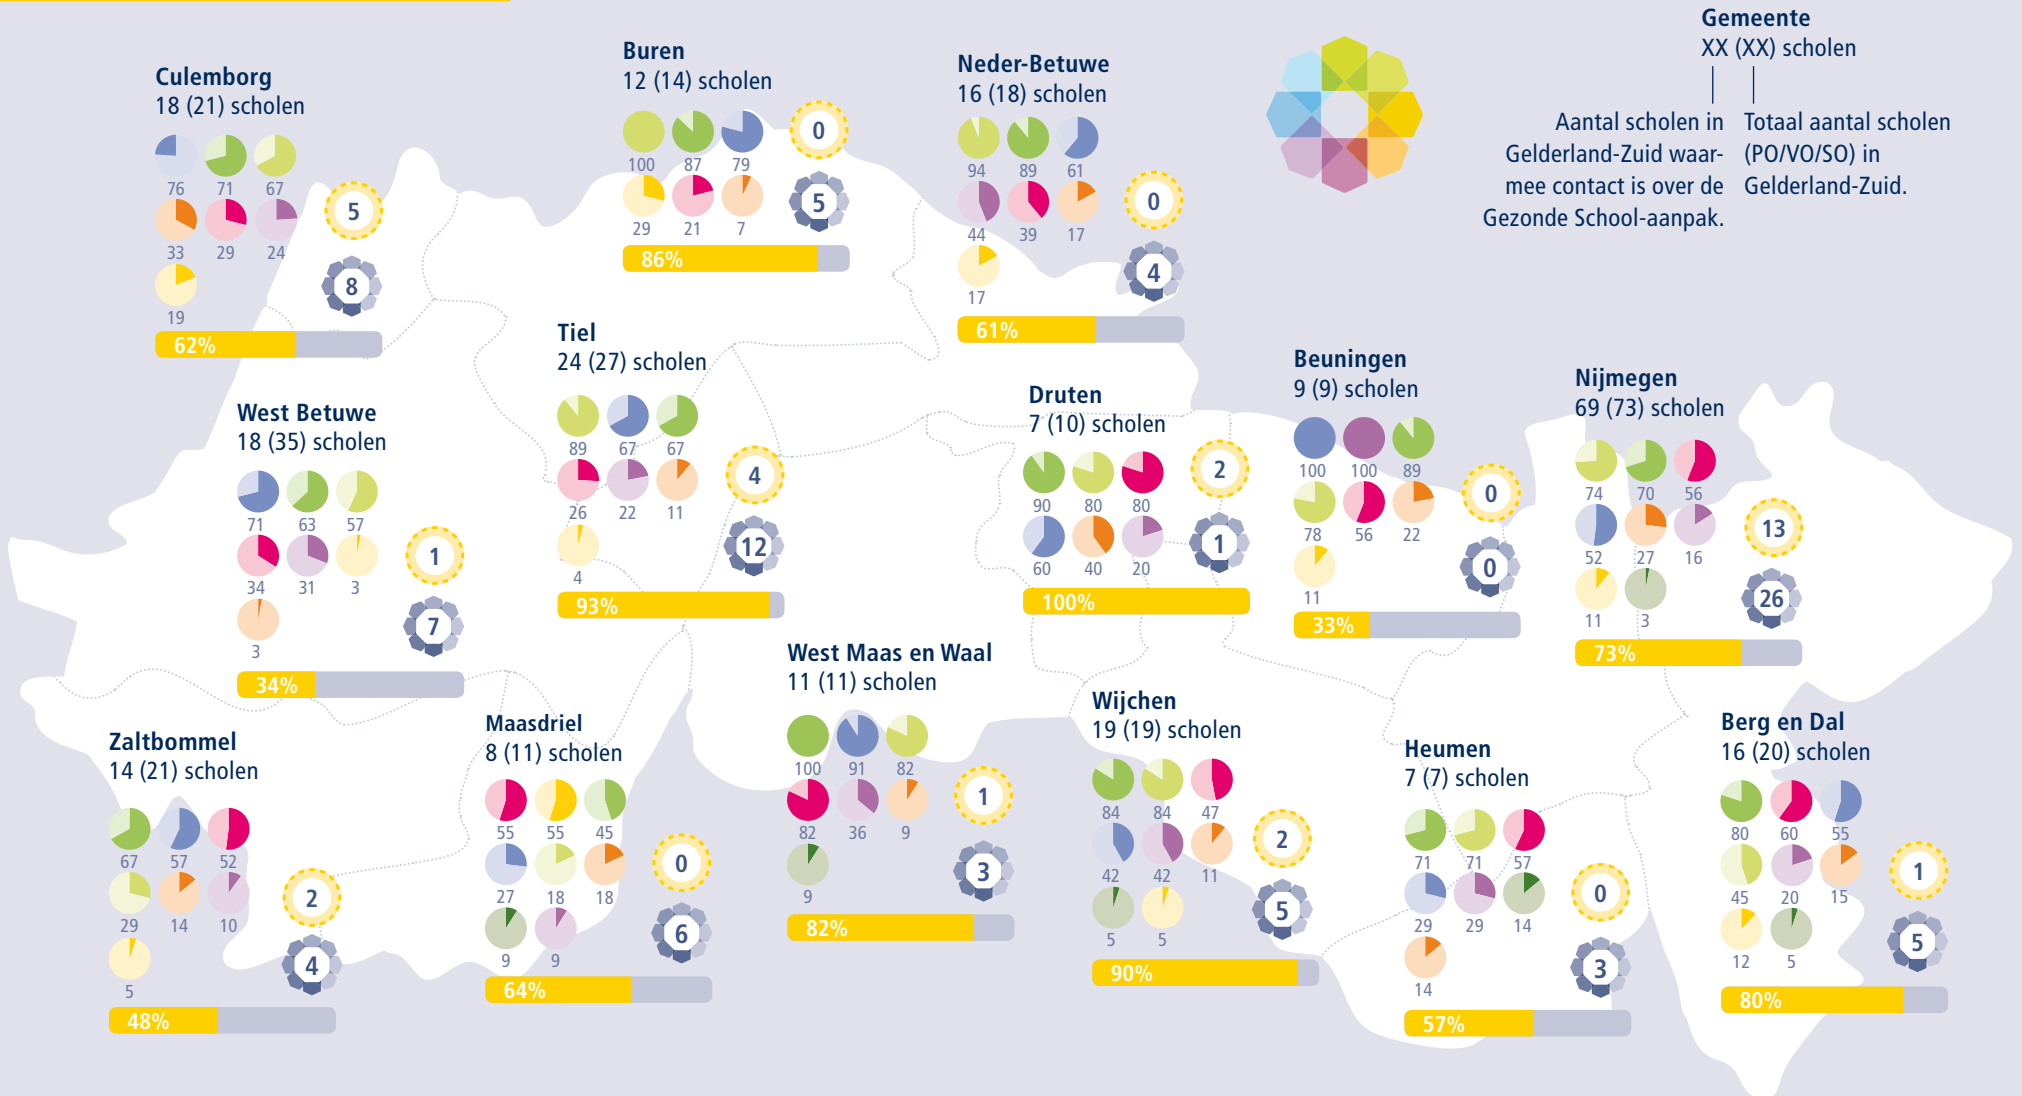 Gemeente
XX (XX) scholen
Aantal scholen in
Gelderland-Zuid waar-
mee contact is over de
Gezonde School-aanpak.
Totaal aantal scholen
(PO/VO/SO) in
Gelderland-Zuid.
Culemborg
18 (21) scholen
76 71 67
33 29 24
19
5
8
62%
Buren
12 (14) scholen
100 87 79
29 21 7
0
5
86%
Neder-Betuwe
16 (18) scholen
94 89 61
44 39 17
17
0
4
61%
West Betuwe
18 (35) scholen
71 63 57
34 31 3
3
1
7
34%
Tiel
24 (27) scholen
89 67 67
26 22 11
4
4
12
93%
Druten
7 (10) scholen
90 80 80
60 40 20
2
1
100%
Beuningen
9 (9) scholen
100 100 89
78 56 22
11
0
0
33%
Nijmegen
69 (73) scholen
74 70 56
52 27 16
11 3
13
26
73%
Zaltbommel
14 (21) scholen
67 57 52
29 14 10
5
2
4
48%
Maasdriel
8 (11) scholen
55 55 45
27 18 18
9 9
0
6
64%
West Maas en Waal
11 (11) scholen
100 91 82
82 36 9
9
1
3
82%
Wijchen
19 (19) scholen
84 84 47
42 42 11
5 5
2
5
90%
Heumen
7 (7) scholen
71 71 57
29 29 14
14
0
3
57%
Berg en Dal
16 (20) scholen
80 60 55
45 20 15
12 5
1
5
80%